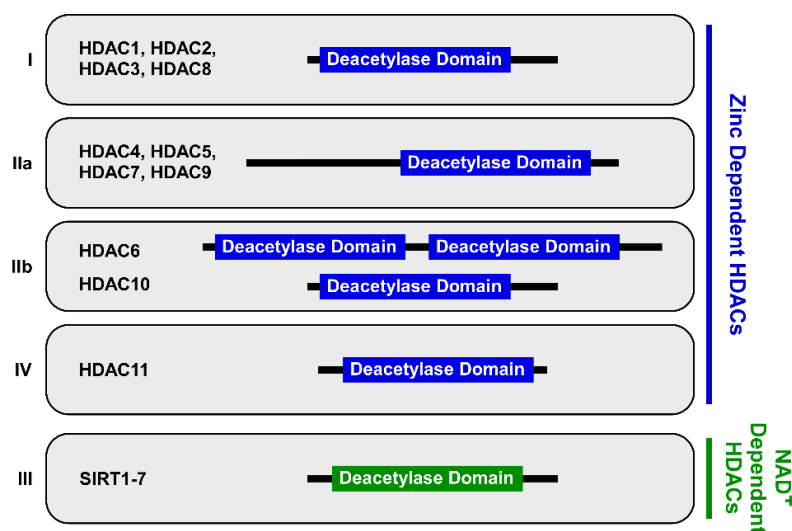 I
HDAC1, HDAC2,
HDAC3, HDAC8
Deacetylase Domain
IIa
HDAC4, HDAC5,
HDAC7, HDAC9
Deacetylase Domain
IIb
HDAC6
Deacetylase Domain
Deacetylase Domain
HDAC10
Deacetylase Domain
IV
HDAC11
Deacetylase Domain
Zinc Dependent HDACs
III
SIRT1-7
Deacetylase Domain
NAD+
Dependent
HDACs